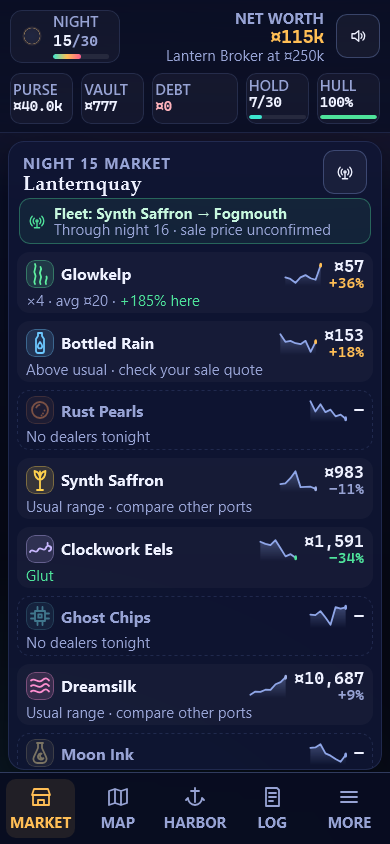 NIGHT
15/30
NET WORTH
¤115k
Lantern Broker at ¤250k
PURSE
¤40.0k
VAULT
¤777
DEBT
¤0
HOLD
7/30
HULL
100%
NIGHT 15 MARKET
Lanternquay
Fleet: Synth Saffron → Fogmouth
Through night 16 · sale price unconfirmed
Glowkelp
¤57
+36%
×4 · avg ¤20 · +185% here
Bottled Rain
¤153
+18%
Above usual · check your sale quote
Rust Pearls
–
No dealers tonight
Synth Saffron
¤983
−11%
Usual range · compare other ports
Clockwork Eels
¤1,591
−34%
Glut
Ghost Chips
–
No dealers tonight
Dreamsilk
¤10,687
+9%
Usual range · compare other ports
Moon Ink
–
MARKET
MAP
HARBOR
LOG
MORE